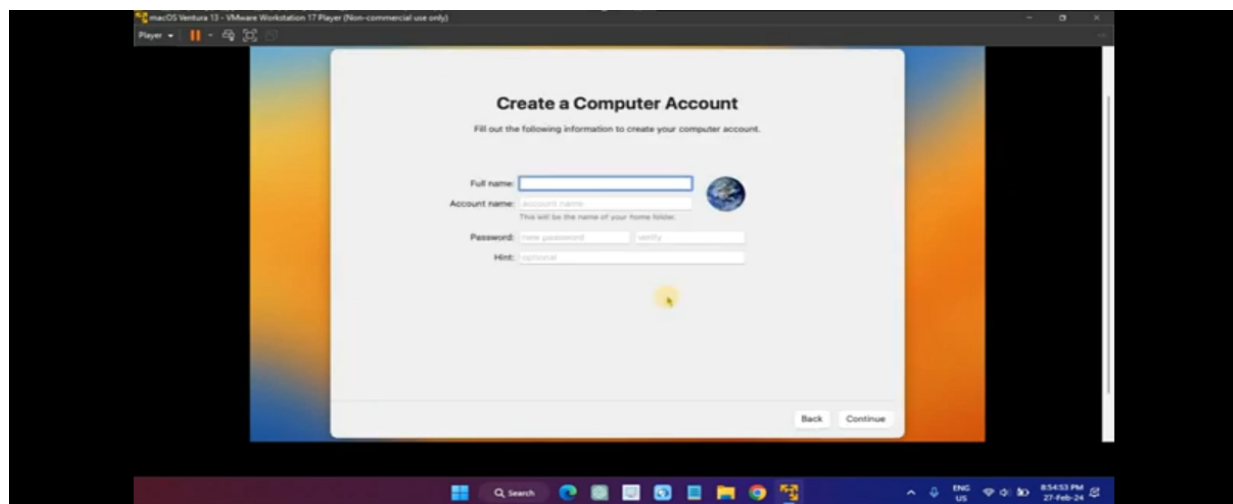 macOS Ventura 13 - VMware Workstation 17 Player (Non-commercial use only)
Player
Create a Computer Account
Fill out the following information to create your computer account.
Full name:
Account name: account name
This will be the name of your home folder.
Password: new password verify
Hint: optional
Back Continue
Search
ENG 8:54:53 PM
US 27-Feb-24